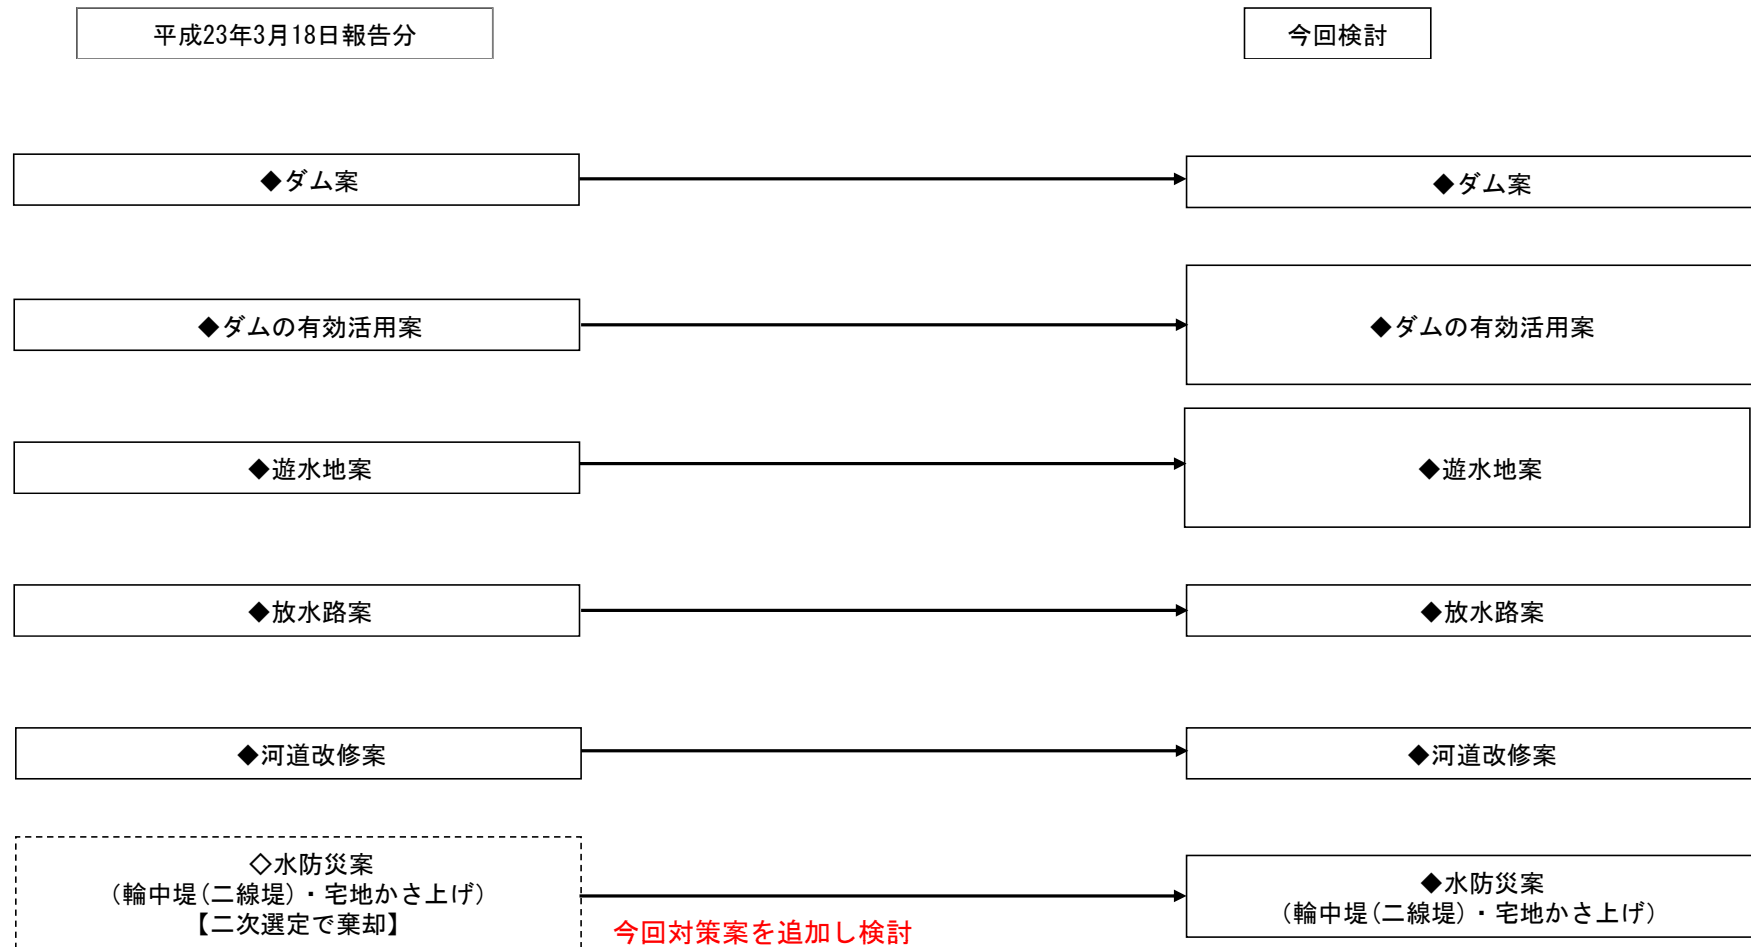 平成23年3月18日報告分
今回検討
◆ダム案
◆ダム案
◆ダムの有効活用案
◆ダムの有効活用案
◆遊水地案
◆遊水地案
◆放水路案
◆放水路案
◆河道改修案
◆河道改修案
◇水防災案
(輪中堤(二線堤)・宅地かさ上げ)
【二次選定で棄却】
今回対策案を追加し検討
◆水防災案
(輪中堤(二線堤)・宅地かさ上げ)